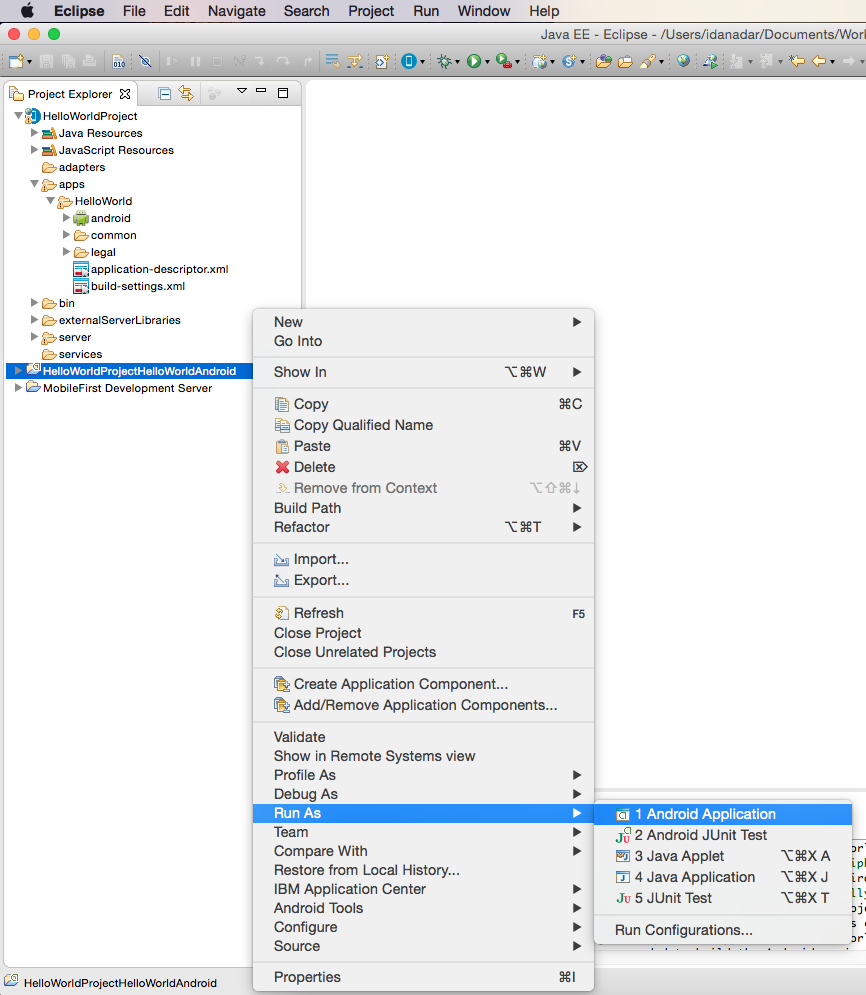 Eclipse File Edit Navigate Search Project Run Window Help
Java EE - Eclipse - /Users/idanadar/Documents/Wor
Project Explorer
HelloWorldProject
Java Resources
JavaScript Resources
adapters
apps
HelloWorld
android
common
legal
application-descriptor.xml
build-settings.xml
bin
externalServerLibraries
server
services
HelloWorldProjectHelloWorldAndroid
MobileFirst Development Server
New
Go Into
Show In ⌥⌘W
Copy ⌘C
Copy Qualified Name
Paste ⌘V
Delete ⌦
Remove from Context ⌥⇧⌘↓
Build Path
Refactor ⌥⌘T
Import...
Export...
Refresh F5
Close Project
Close Unrelated Projects
Create Application Component...
Add/Remove Application Components...
Validate
Show in Remote Systems view
Profile As
Debug As
Run As
Team
Compare With
Restore from Local History...
IBM Application Center
Android Tools
Configure
Source
Properties ⌘I
1 Android Application
2 Android JUnit Test
3 Java Applet ⌥⌘X A
4 Java Application ⌥⌘X J
5 JUnit Test ⌥⌘X T
Run Configurations...
HelloWorldProjectHelloWorldAndroid